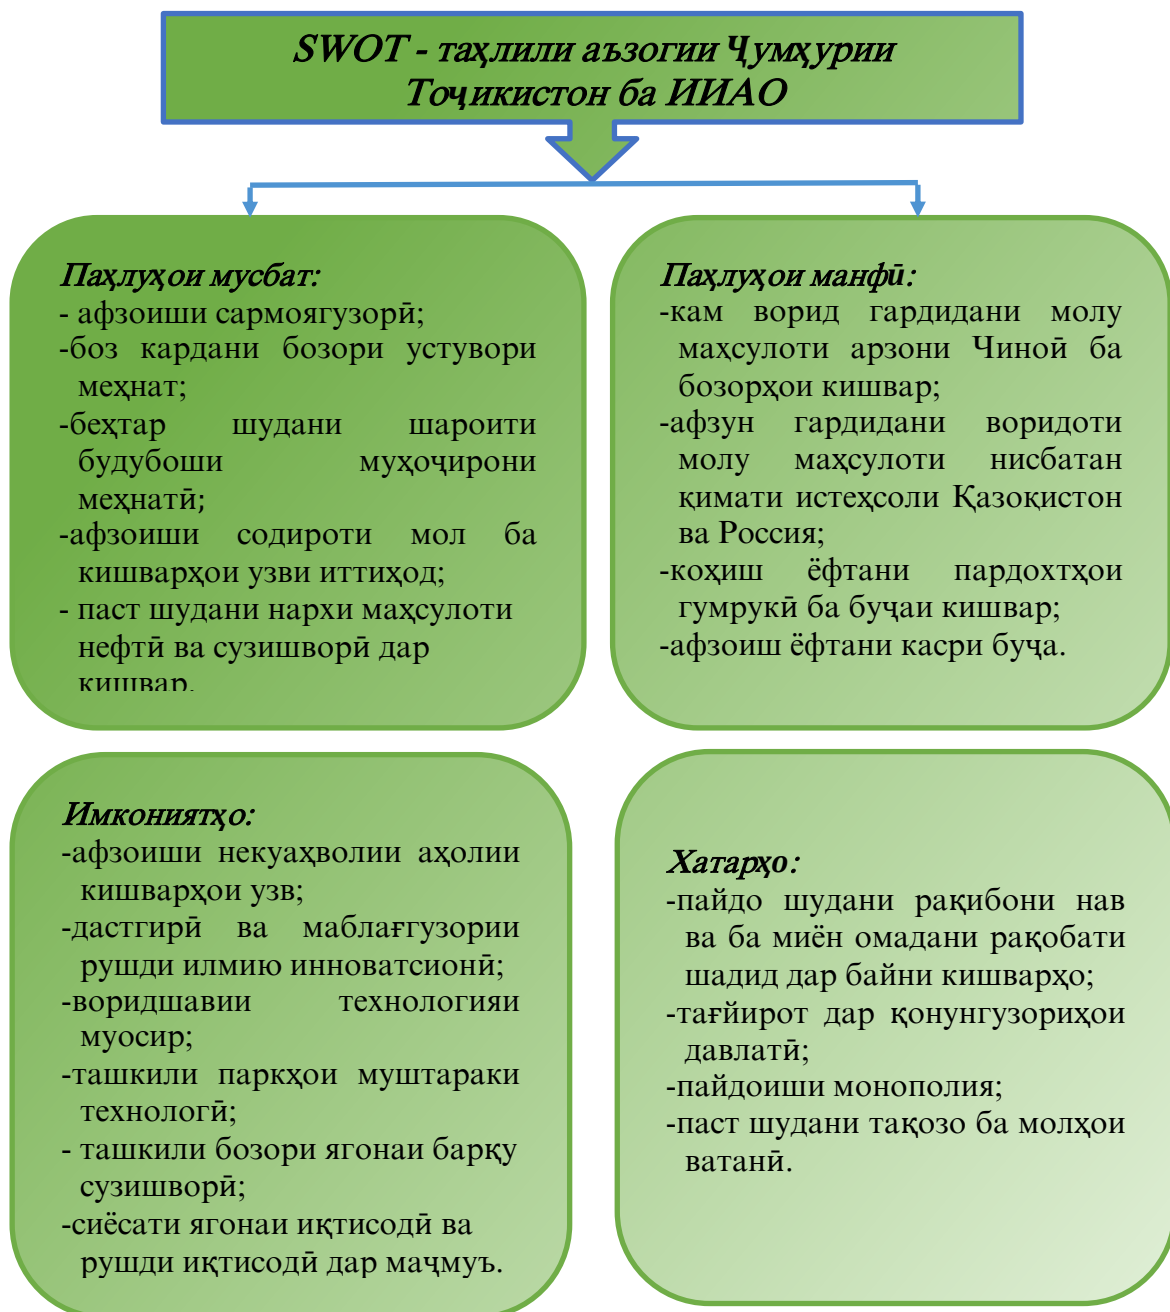 SWOT - таҳлили аъзогии Ҷумҳурии
Тоҷикистон ба ИИАО
Паҳлуҳои мусбат:
- афзоиши сармоягузорӣ;
-боз кардани бозори устувори
меҳнат;
-беҳтар шудани шароити
будубоши муҳоҷирони
меҳнатӣ;
-афзоиши содироти мол ба
кишварҳои узви иттиҳод;
- паст шудани нархи маҳсулоти
нефтӣ ва сузишворӣ дар
кишвар.
Паҳлуҳои манфӣ:
-кам ворид гардидани молу
маҳсулоти арзони Чиноӣ ба
бозорҳои кишвар;
-афзун гардидани воридоти
молу маҳсулоти нисбатан
қимати истеҳсоли Қазоқистон
ва Россия;
-коҳиш ёфтани пардохтҳои
гумрукӣ ба буҷаи кишвар;
-афзоиш ёфтани касри буҷа.
Имкониятҳо:
-афзоиши некуаҳволии аҳолии
кишварҳои узв;
-дастгирӣ ва маблағгузории
рушди илмию инноватсионӣ;
-воридшавии технологияи
муосир;
-ташкили паркҳои муштараки
технологӣ;
- ташкили бозори ягонаи барқу
сузишворӣ;
-сиёсати ягонаи иқтисодӣ ва
рушди иқтисодӣ дар маҷмуъ.
Хатарҳо:
-пайдо шудани рақибони нав
ва ба миён омадани рақобати
шадид дар байни кишварҳо;
-тағйирот дар қонунгузориҳои
давлатӣ;
-пайдоиши монополия;
-паст шудани тақозо ба молҳои
ватанӣ.